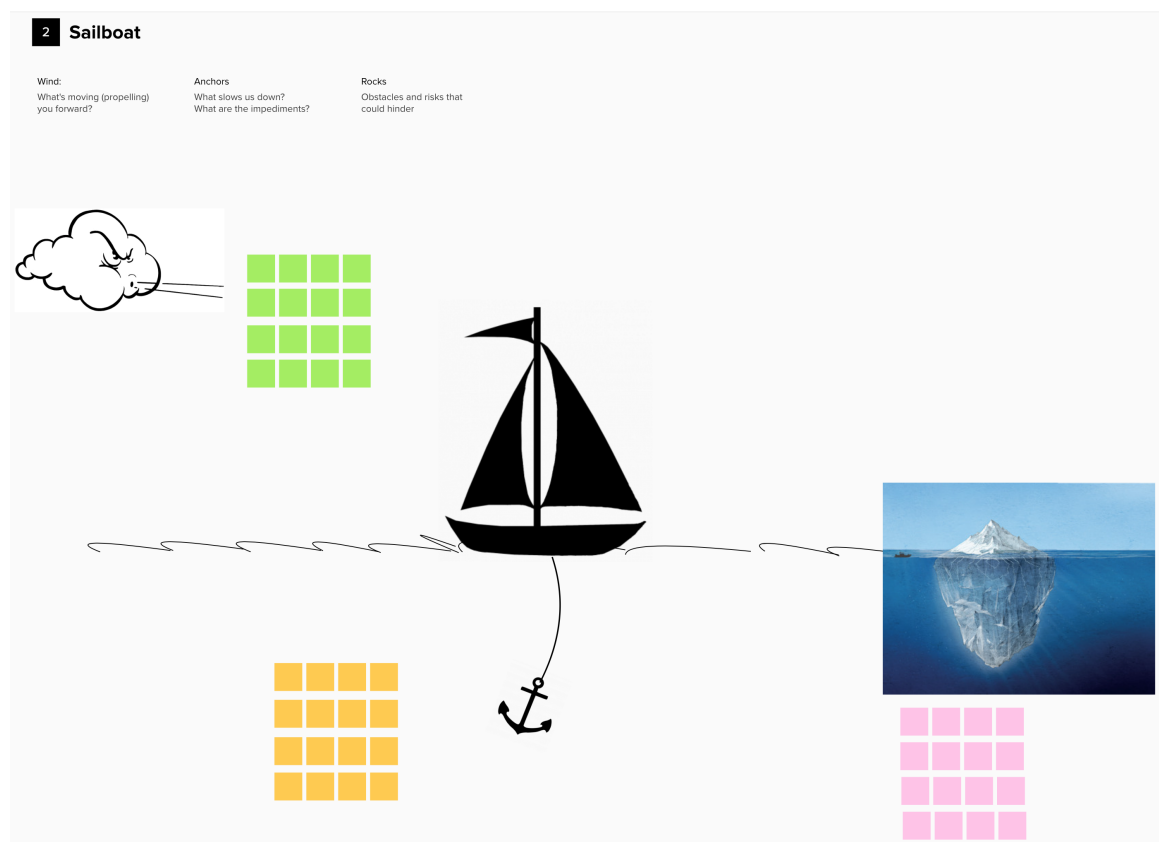 2
Sailboat
Wind:
What's moving (propelling)
you forward?
Anchors
What slows us down?
What are the impediments?
Rocks
Obstacles and risks that
could hinder